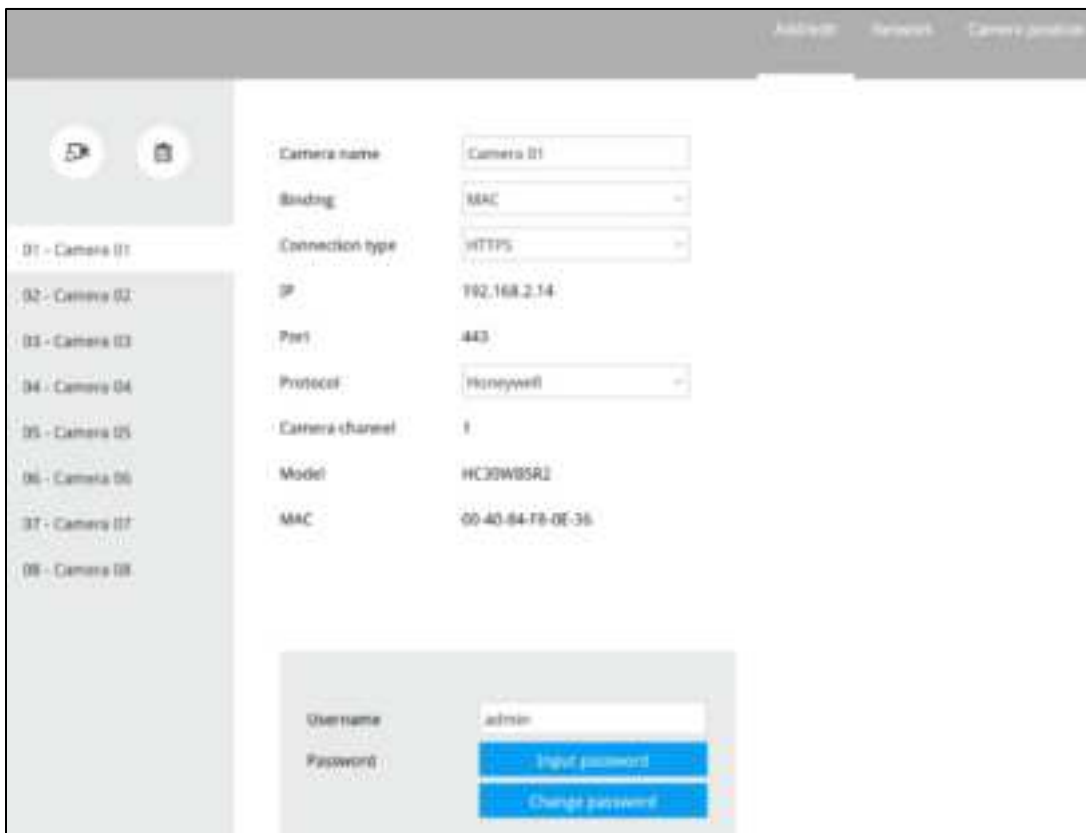 Address Network Camera position
Camera name Camera 01
Binding MAC
01 - Camera 01
Connection type HTTPS
02 - Camera 02
IP 192.168.2.14
03 - Camera 03
Port 443
04 - Camera 04
Protocol Honeywell
05 - Camera 05
Camera channel 1
06 - Camera 06
Model HC30WB5R2
07 - Camera 07
MAC 00-40-84-F8-0E-36
08 - Camera 08
Username admin
Password Input password
Change password